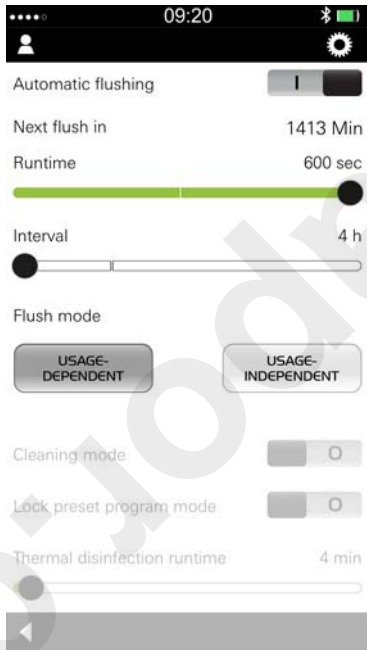 09:20
Automatic flushing I
Next flush in 1413 Min
Runtime 600 sec
Interval 4 h
Flush mode
USAGE-
DEPENDENT
USAGE-
INDEPENDENT
Cleaning mode O
Lock preset program mode O
Thermal disinfection runtime 4 min